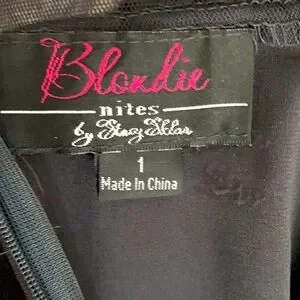 Blondie
nites
by Stacy Sklar
1
Made In China